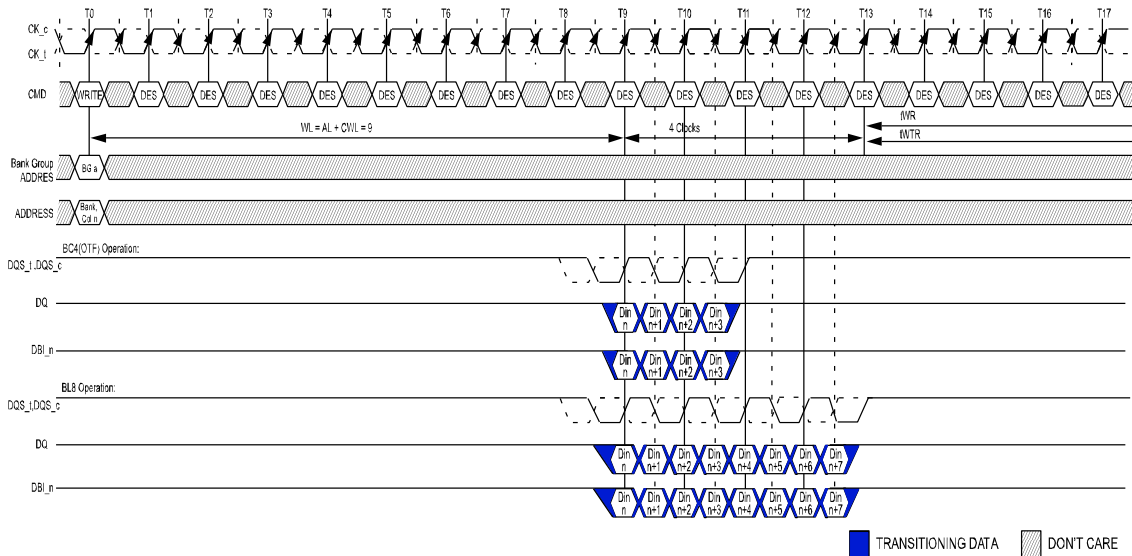 T0 T1 T2 T3 T4 T5 T6 T7 T8 T9 T10 T11 T12 T13 T14 T15 T16 T17
CK_c
CK_t
CMD WRITE DES DES DES DES DES DES DES DES DES DES DES DES DES DES DES DES DES
tWR
WL = AL + CWL = 9 4 Clocks
tWTR
Bank Group
ADDRES
BG a
ADDRESS
Bank,
Col n
BC4(OTF) Operation:
DQS_t ,DQS_c
DQ
Din Din Din Din
n n+1 n+2 n+3
DBI_n
Din Din Din Din
n n+1 n+2 n+3
BL8 Operation:
DQS_t,DQS_c
DQ
Din Din Din Din Din Din Din Din
n n+1 n+2 n+3 n+4 n+5 n+6 n+7
DBI_n
Din Din Din Din Din Din Din Din
n n+1 n+2 n+3 n+4 n+5 n+6 n+7
TRANSITIONING DATA DON'T CARE